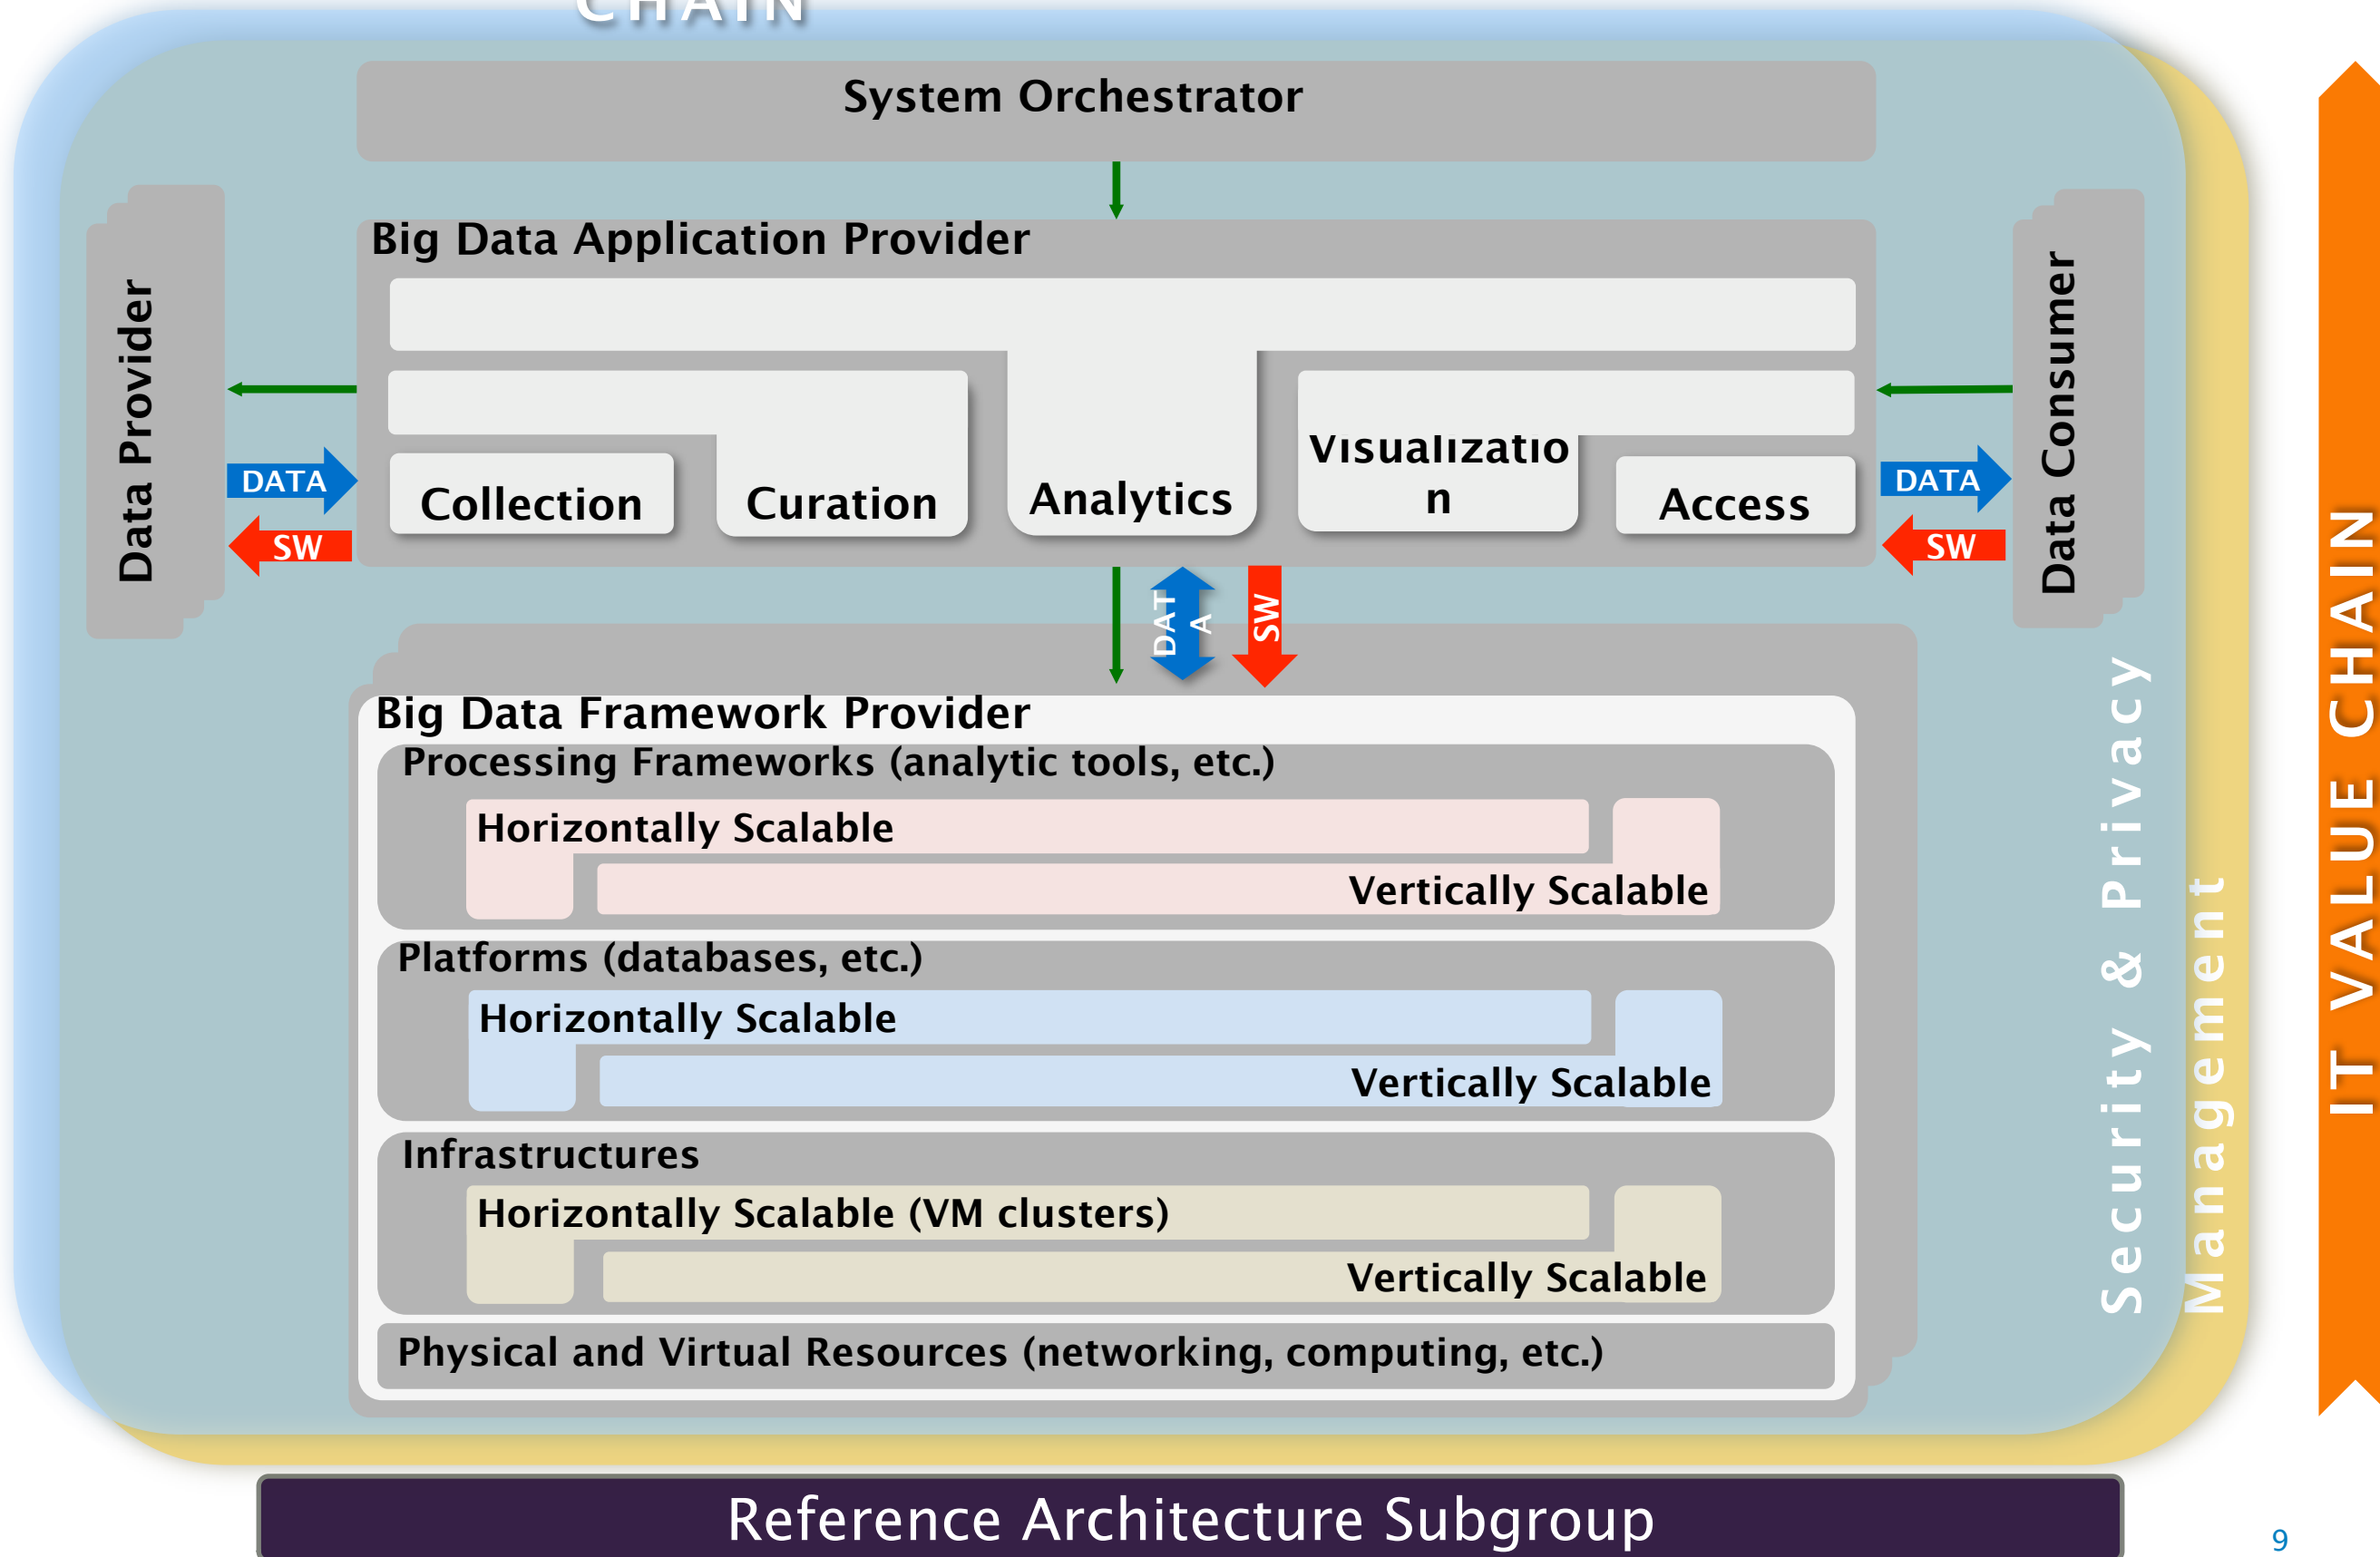 CHAIN
System Orchestrator
Big Data Application Provider
Data Provider
DATA
SW
Collection
Curation
Analytics
Visualizatio
n
Access
DATA
SW
Data Consumer
DAT
A
SW
Big Data Framework Provider
Processing Frameworks (analytic tools, etc.)
Horizontally Scalable
Vertically Scalable
Platforms (databases, etc.)
Horizontally Scalable
Vertically Scalable
Infrastructures
Horizontally Scalable (VM clusters)
Vertically Scalable
Physical and Virtual Resources (networking, computing, etc.)
Security & Privacy
Management
IT VALUE CHAIN
Reference Architecture Subgroup
9